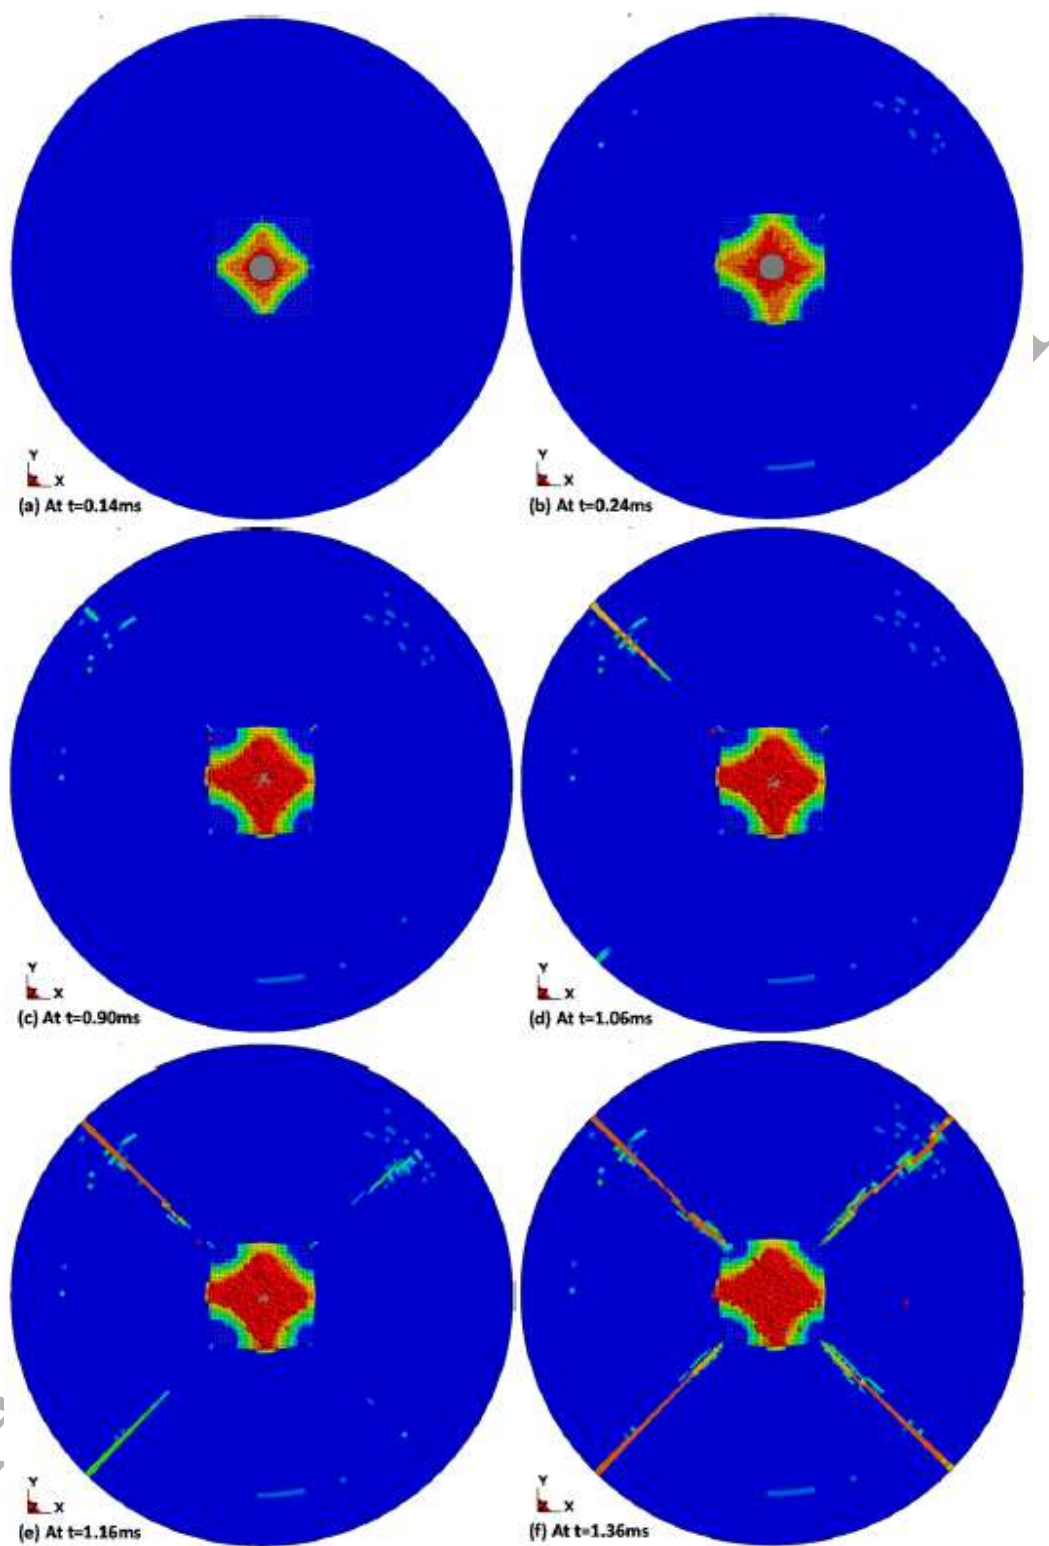 Y
X
(a) At t=0.14ms
Y
X
(b) At t=0.24ms
Y
X
(c) At t=0.90ms
Y
X
(d) At t=1.06ms
Y
X
(e) At t=1.16ms
Y
X
(f) At t=1.36ms